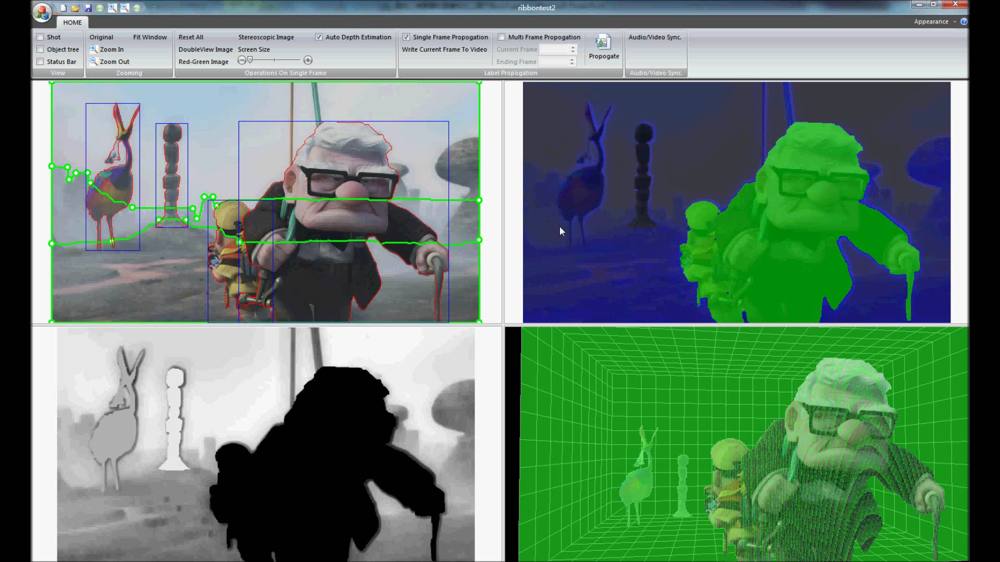 ribbontest2
HOME
Appearance
Shot
Object tree
Status Bar
View
Original
Fit Window
Zoom In
Zoom Out
Zooming
Reset All
Stereoscopic Image
Auto Depth Estimation
DoubleView Image
Screen Size
Red-Green Image
Operations On Single Frame
Single Frame Propogation
Multi Frame Propogation
Write Current Frame To Video
Current Frame
Ending Frame
Propogate
Label Propogation
Audio/Video Sync.
Audio/Video Sync.